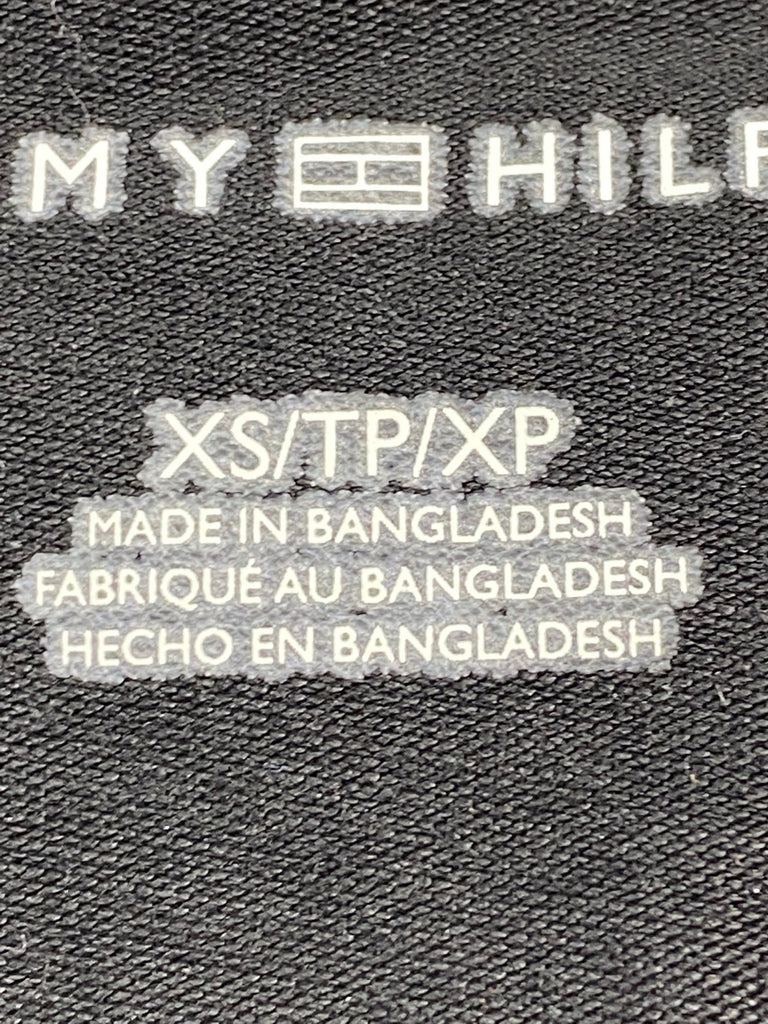 MY HILF
XS/TP/XP
MADE IN BANGLADESH
FABRIQUÉ AU BANGLADESH
HECHO EN BANGLADESH